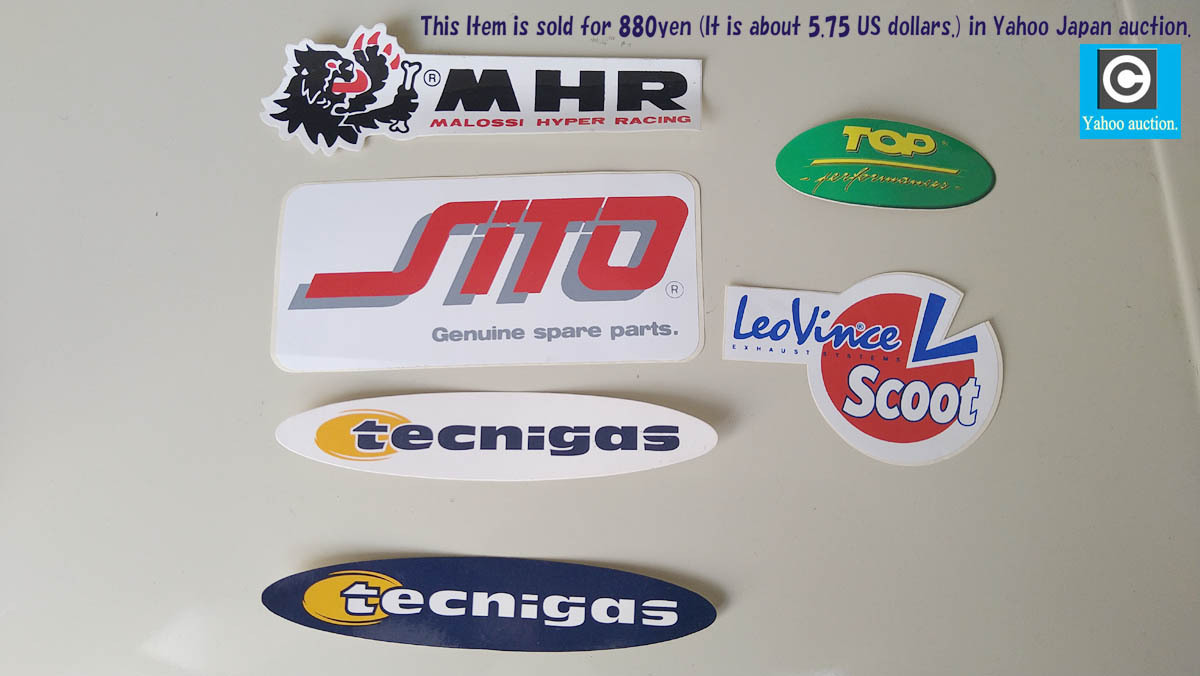 This Item is sold for 880yen (It is about 5.75 US dollars.) in Yahoo Japan auction.
C
Yahoo auction.
® MHR
MALOSSI HYPER RACING
TOP
performances
SITO ®
Genuine spare parts.
LeoVince® L
EXHAUST SYSTEMS
Scoot
tecnigas
tecnigas